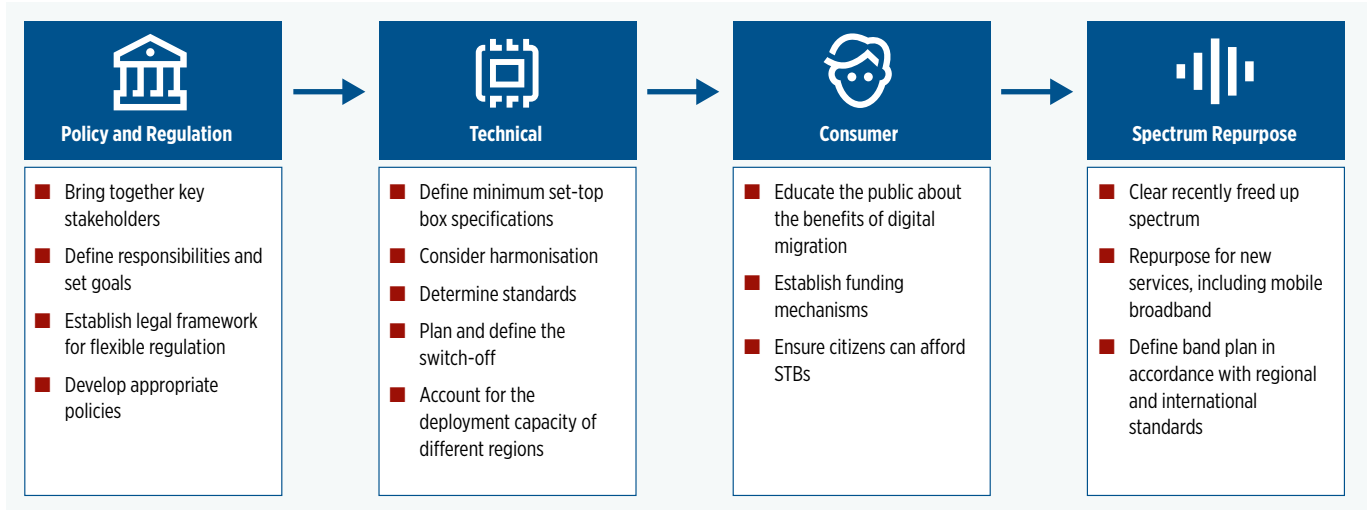 Policy and Regulation
Bring together key
stakeholders
Define responsibilities and
set goals
Establish legal framework
for flexible regulation
Develop appropriate
policies
Technical
Define minimum set-top
box specifications
Consider harmonisation
Determine standards
Plan and define the
switch-off
Account for the
deployment capacity of
different regions
Consumer
Educate the public about
the benefits of digital
migration
Establish funding
mechanisms
Ensure citizens can afford
STBs
Spectrum Repurpose
Clear recently freed up
spectrum
Repurpose for new
services, including mobile
broadband
Define band plan in
accordance with regional
and international
standards